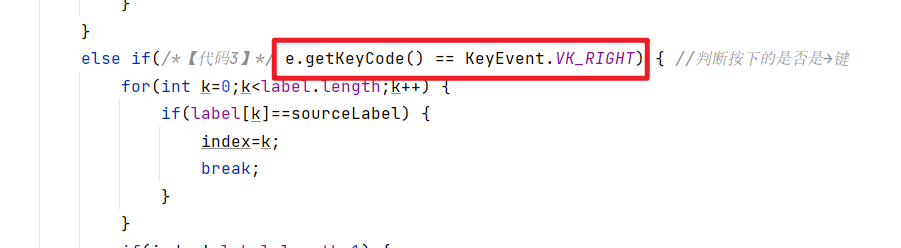 }
}
else if(/*【代码3】*/ e.getKeyCode() == KeyEvent.VK_RIGHT) { //判断按下的是否是→键
for(int k=0;k<label.length;k++) {
if(label[k]==sourceLabel) {
index=k;
break;
}
}